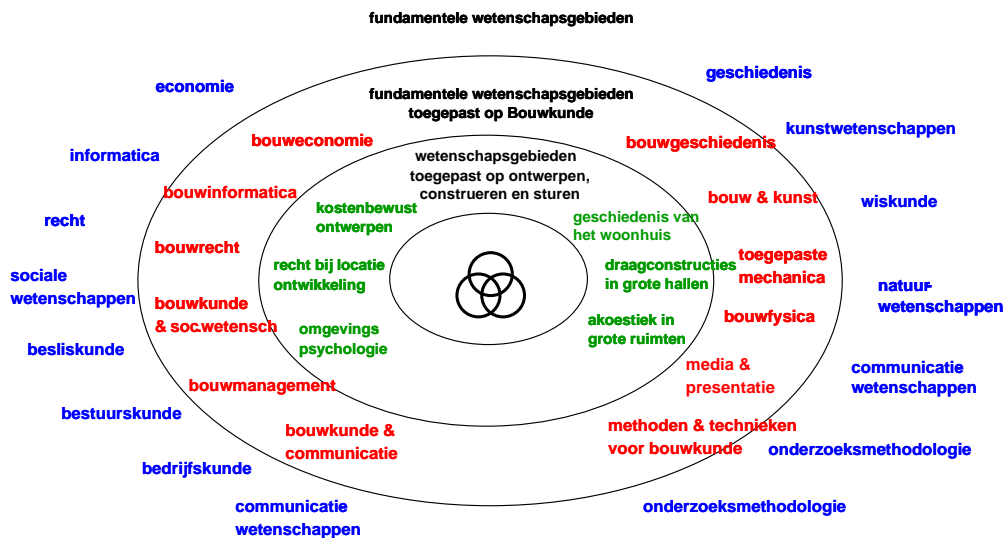 fundamentele wetenschapsgebieden
geschiedenis
economie
fundamentele wetenschapsgebieden
toegepast op Bouwkunde
kunstwetenschappen
bouweconomie
bouwgeschiedenis
informatica
wetenschapsgebieden
toegepast op ontwerpen,
construeren en sturen
bouwinformatica
bouw & kunst
wiskunde
kostenbewust
ontwerpen
geschiedenis van
het woonhuis
recht
bouwrecht
toegepaste
mechanica
recht bij locatie
ontwikkeling
draagconstructies
in grote hallen
sociale
wetenschappen
natuur-
wetenschappen
bouwkunde
& soc.wetensch
bouwfysica
omgevings
psychologie
akoestiek in
grote ruimten
besliskunde
media &
presentatie
communicatie
wetenschappen
bouwmanagement
bestuurskunde
bouwkunde &
communicatie
methoden & technieken
voor bouwkunde
onderzoeksmethodologie
bedrijfskunde
communicatie
wetenschappen
onderzoeksmethodologie